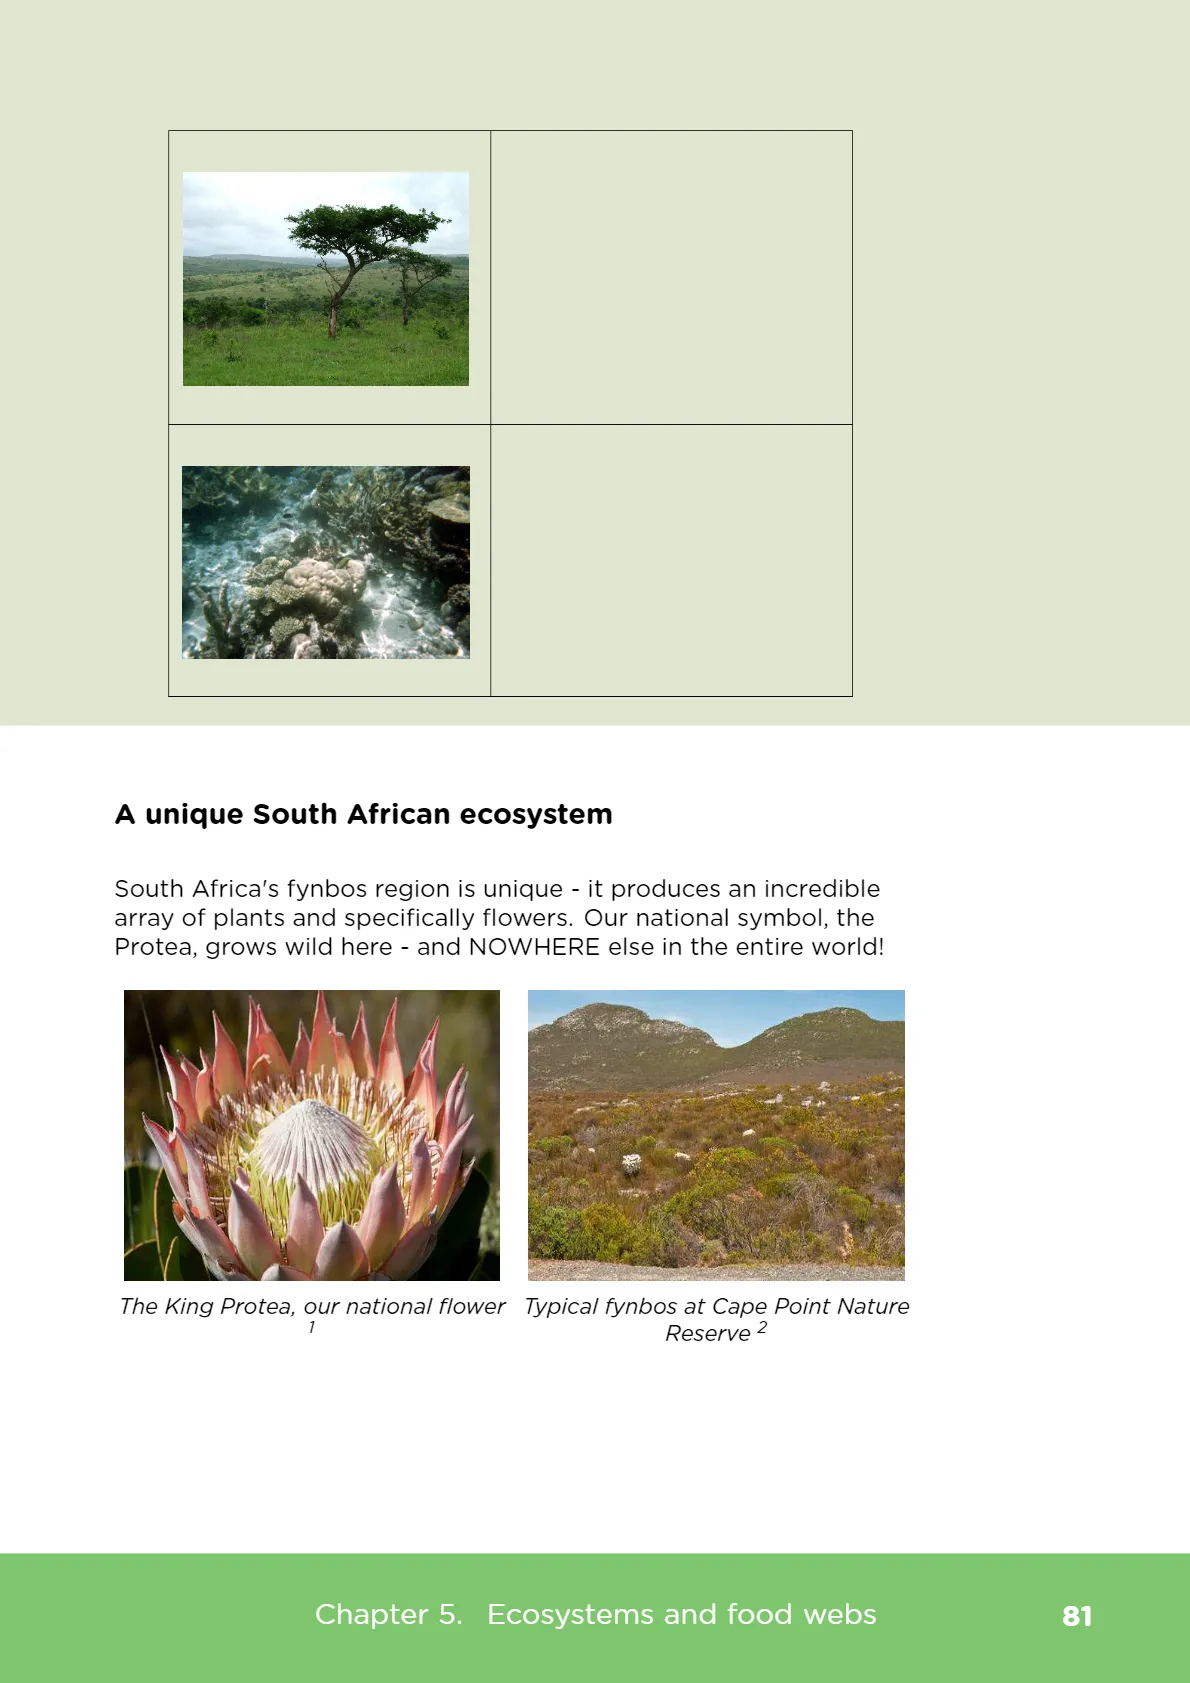 A unique South African ecosystem
South Africa's fynbos region is unique - it produces an incredible
array of plants and specifically flowers. Our national symbol, the
Protea, grows wild here - and NOWHERE else in the entire world!
The King Protea, our national flower
1
Typical fynbos at Cape Point Nature
Reserve 2
Chapter 5. Ecosystems and food webs
81